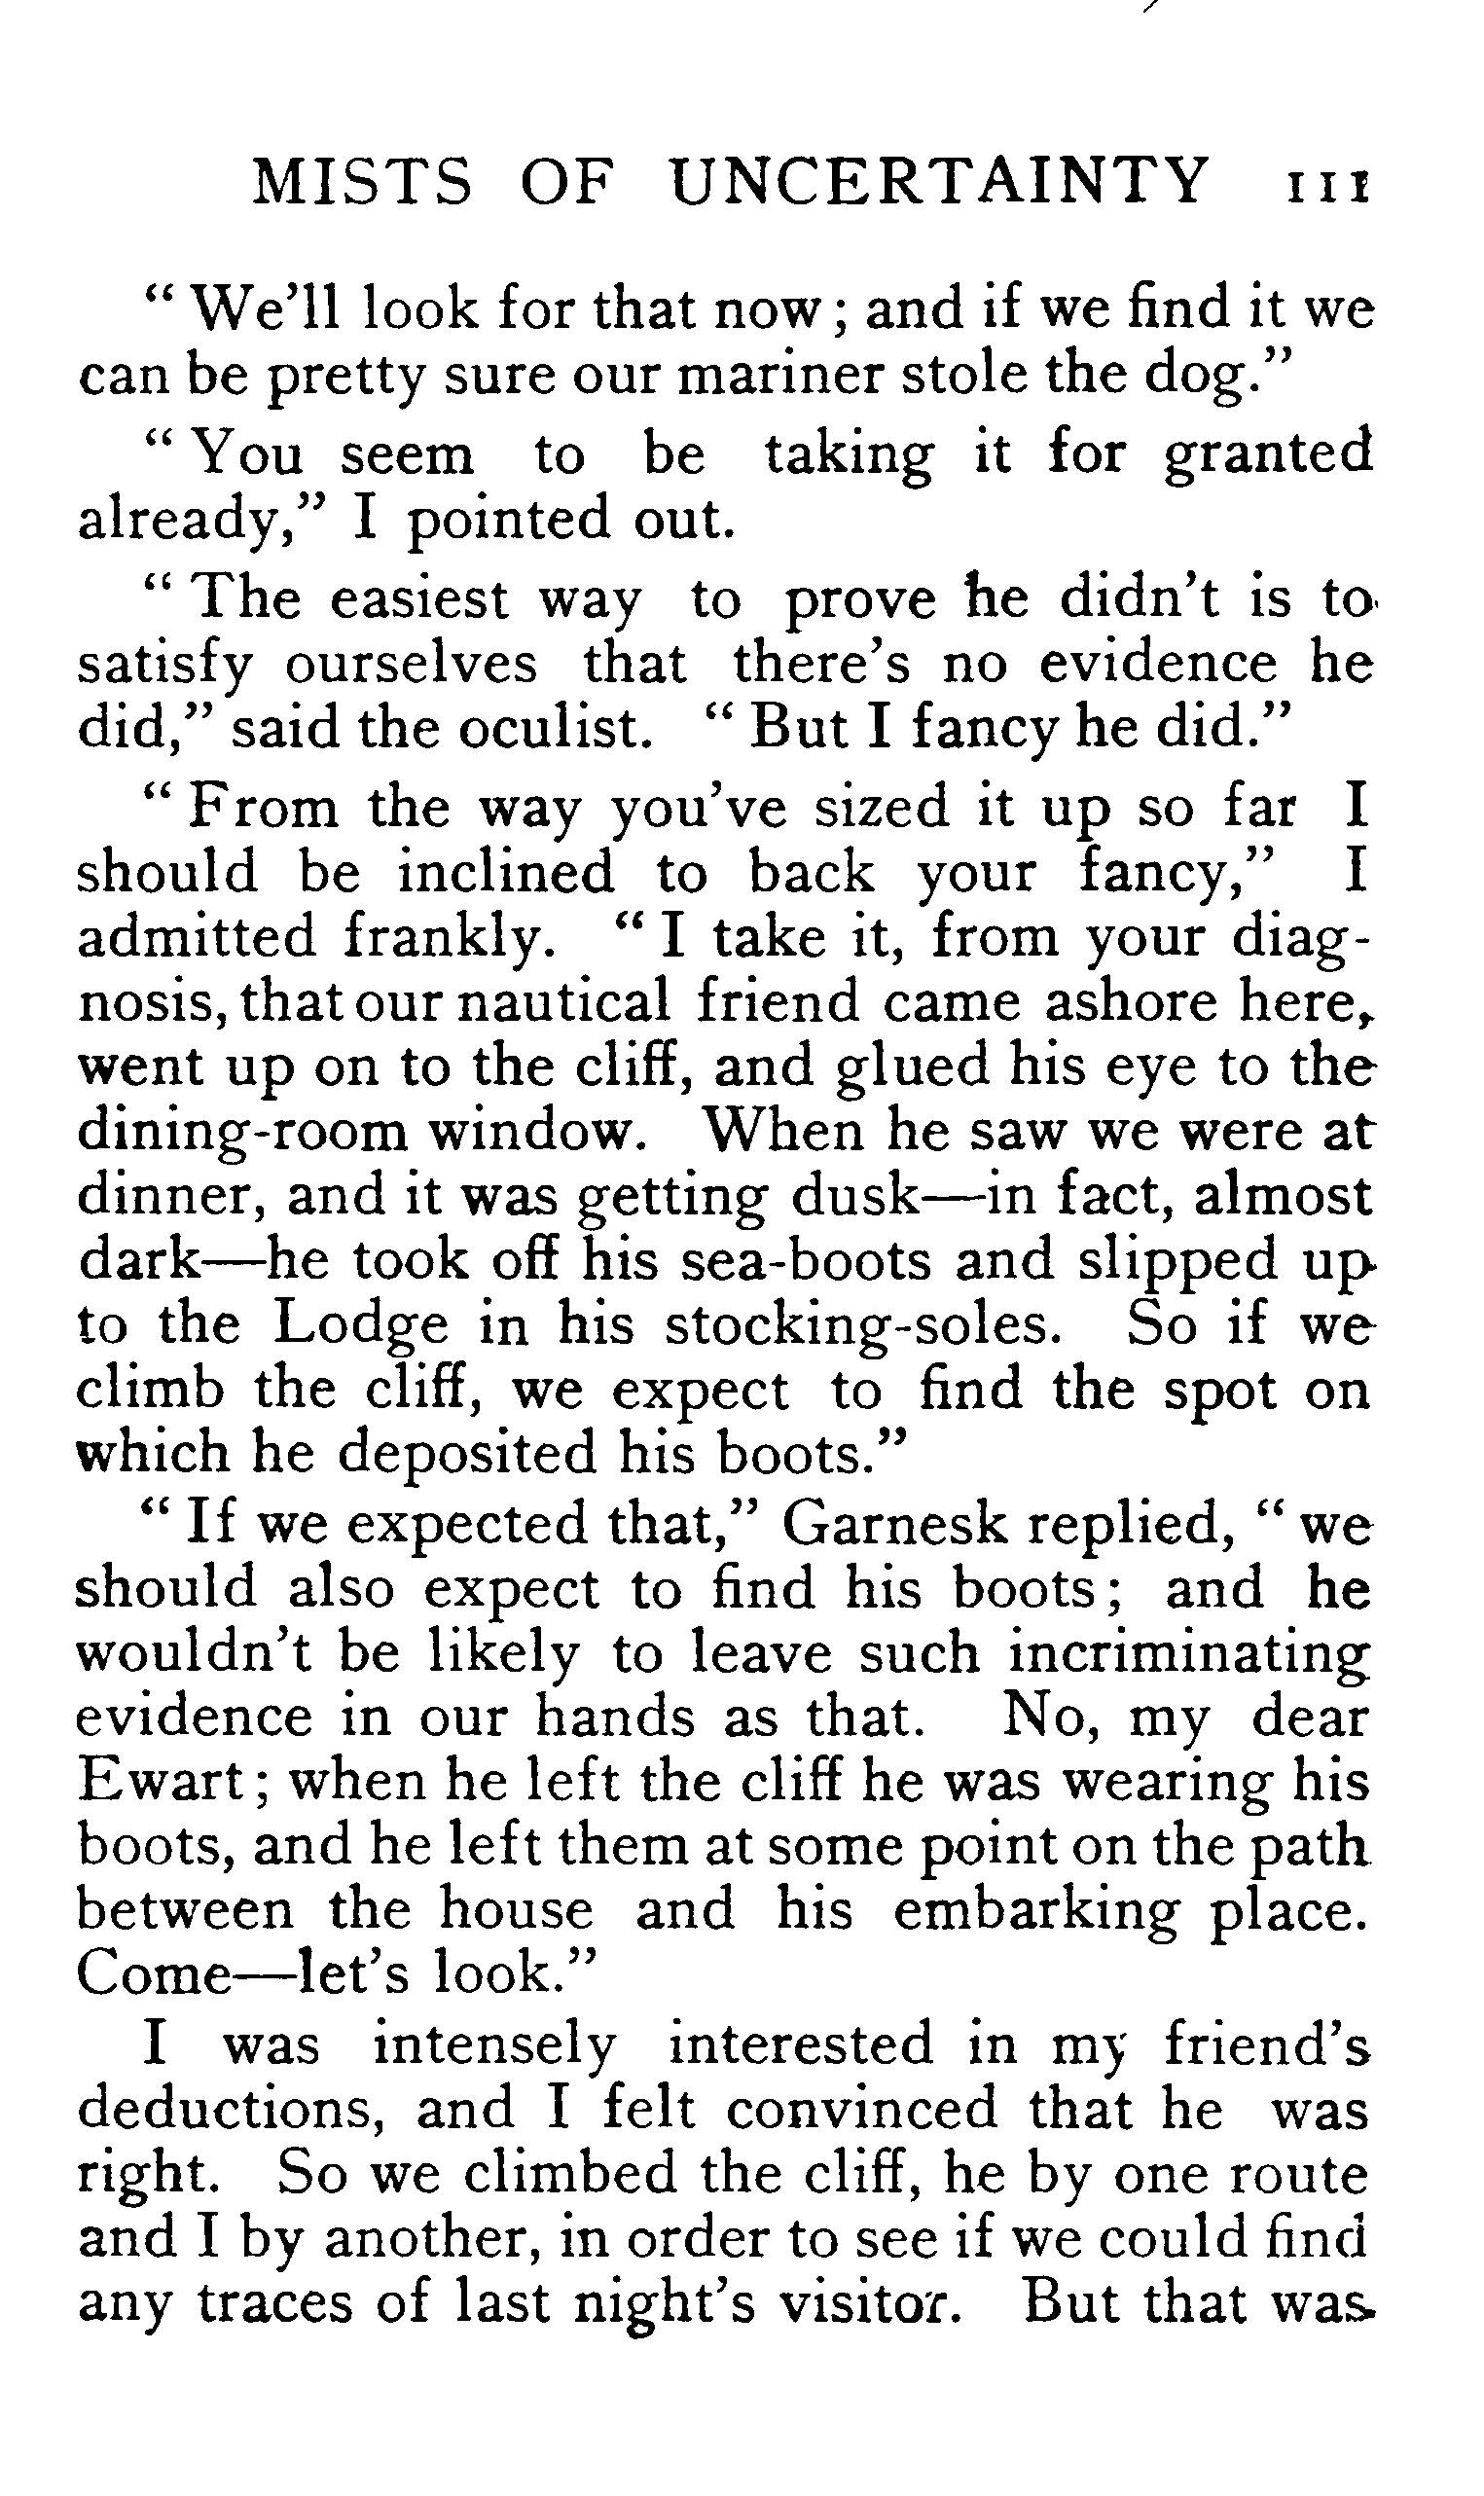 MISTS OF UNCERTAINTY 111
“ We’ll look for that now ; and if we find it we
can be pretty sure our mariner stole the dog.”
“ You seem to be taking it for granted
already,” I pointed out.
“ The easiest way to prove he didn’t is to
satisfy ourselves that there’s no evidence he
did,” said the oculist. “ But I fancy he did.”
“ From the way you’ve sized it up so far I
should be inclined to back your fancy,” I
admitted frankly. “ I take it, from your diag-
nosis, that our nautical friend came ashore here,
went up on to the cliff, and glued his eye to the
dining-room window. When he saw we were at
dinner, and it was getting dusk—in fact, almost
dark—he took off his sea-boots and slipped up
to the Lodge in his stocking-soles. So if we
climb the cliff, we expect to find the spot on
which he deposited his boots.”
“ If we expected that,” Garnesk replied, “ we
should also expect to find his boots ; and he
wouldn’t be likely to leave such incriminating
evidence in our hands as that. No, my dear
Ewart ; when he left the cliff he was wearing his
boots, and he left them at some point on the path
between the house and his embarking place.
Come—let’s look.”
I was intensely interested in my friend’s
deductions, and I felt convinced that he was
right. So we climbed the cliff, he by one route
and I by another, in order to see if we could find
any traces of last night’s visitor. But that was